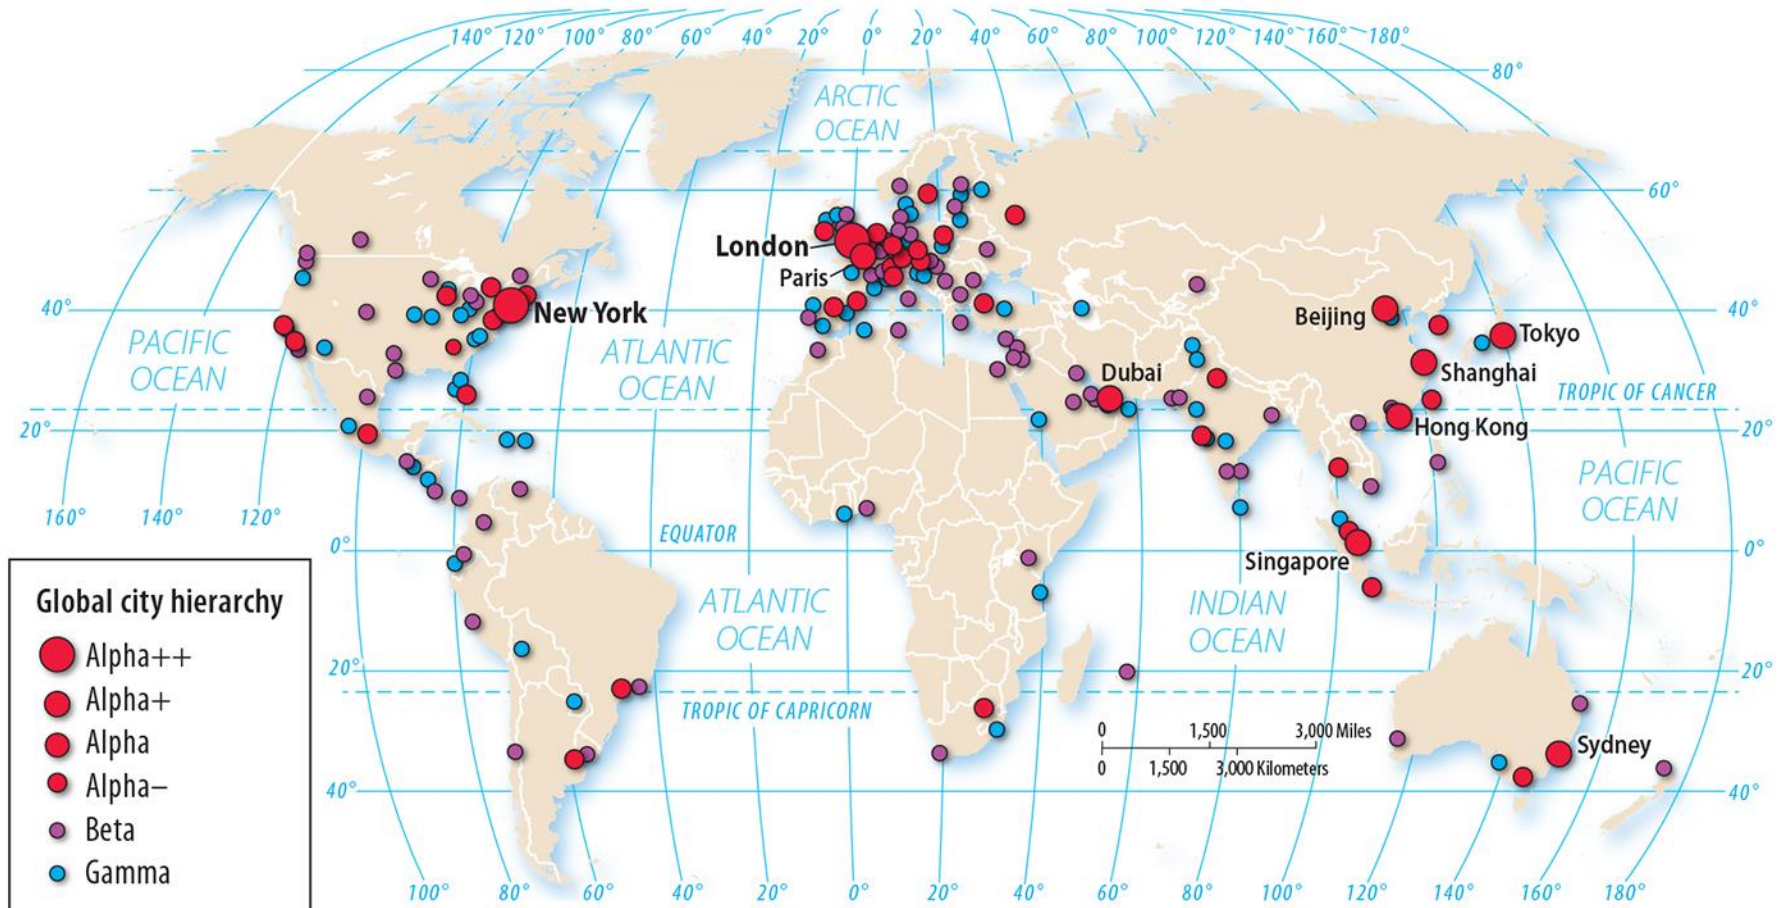 140° 120° 100° 80° 60° 40° 20° 0° 20° 40° 60° 80° 100° 120° 140° 160° 180°
80°
ARCTIC
OCEAN
60°
London
Paris
40°
New York
Beijing
40°
Tokyo
PACIFIC
OCEAN
ATLANTIC
OCEAN
Dubai
Shanghai
TROPIC OF CANCER
20°
Hong Kong
20°
PACIFIC
OCEAN
160° 140° 120°
EQUATOR
0°
0°
Singapore
ATLANTIC
OCEAN
INDIAN
OCEAN
20°
20°
TROPIC OF CAPRICORN
0 1,500 3,000 Miles
0 1,500 3,000 Kilometers
Sydney
40°
40°
100° 80° 60° 40° 20° 0° 20° 40° 60° 80° 100° 120° 140° 160° 180°
Global city hierarchy
Alpha++
Alpha+
Alpha
Alpha–
Beta
Gamma